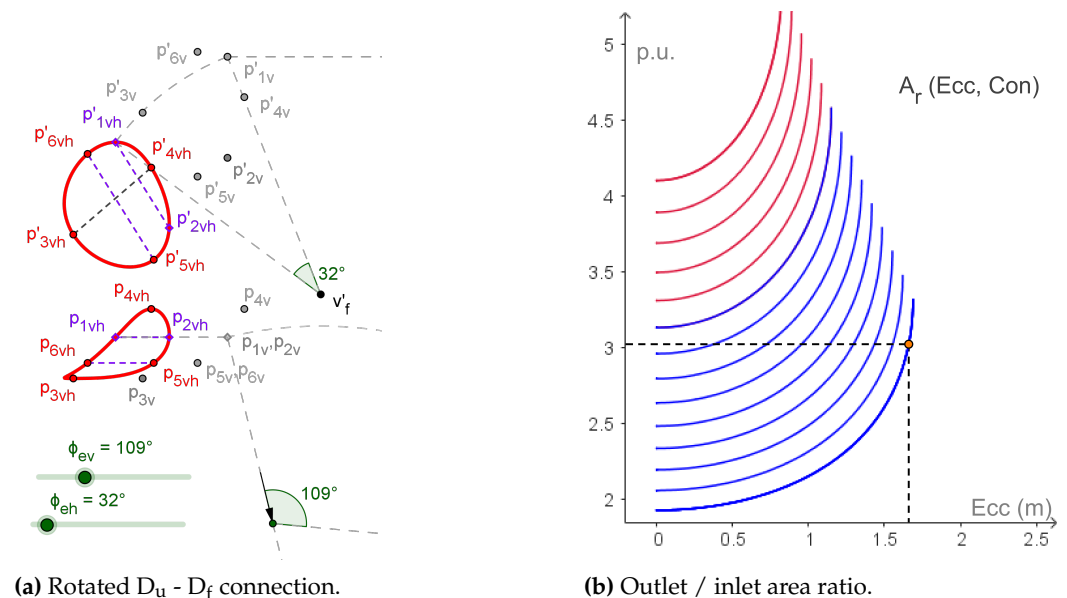 p'6v
p'1v
p'3v
p'4v
p'1vh
p'6vh
p'4vh
p'2v
p'5v
p'2vh
p'3vh
p'5vh
32°
v'f
p4vh
p4v
p1vh
p2vh
p1v,p2v
p6vh
p5vh
p5v p6v
p3vh
p3v
ϕev = 109°
ϕeh = 32°
109°
(a) Rotated Du - Df connection.
5
p.u.
Ar (Ecc, Con)
4.5
4
3.5
3
2.5
2
Ecc (m)
0 0.5 1 1.5 2 2.5
(b) Outlet / inlet area ratio.